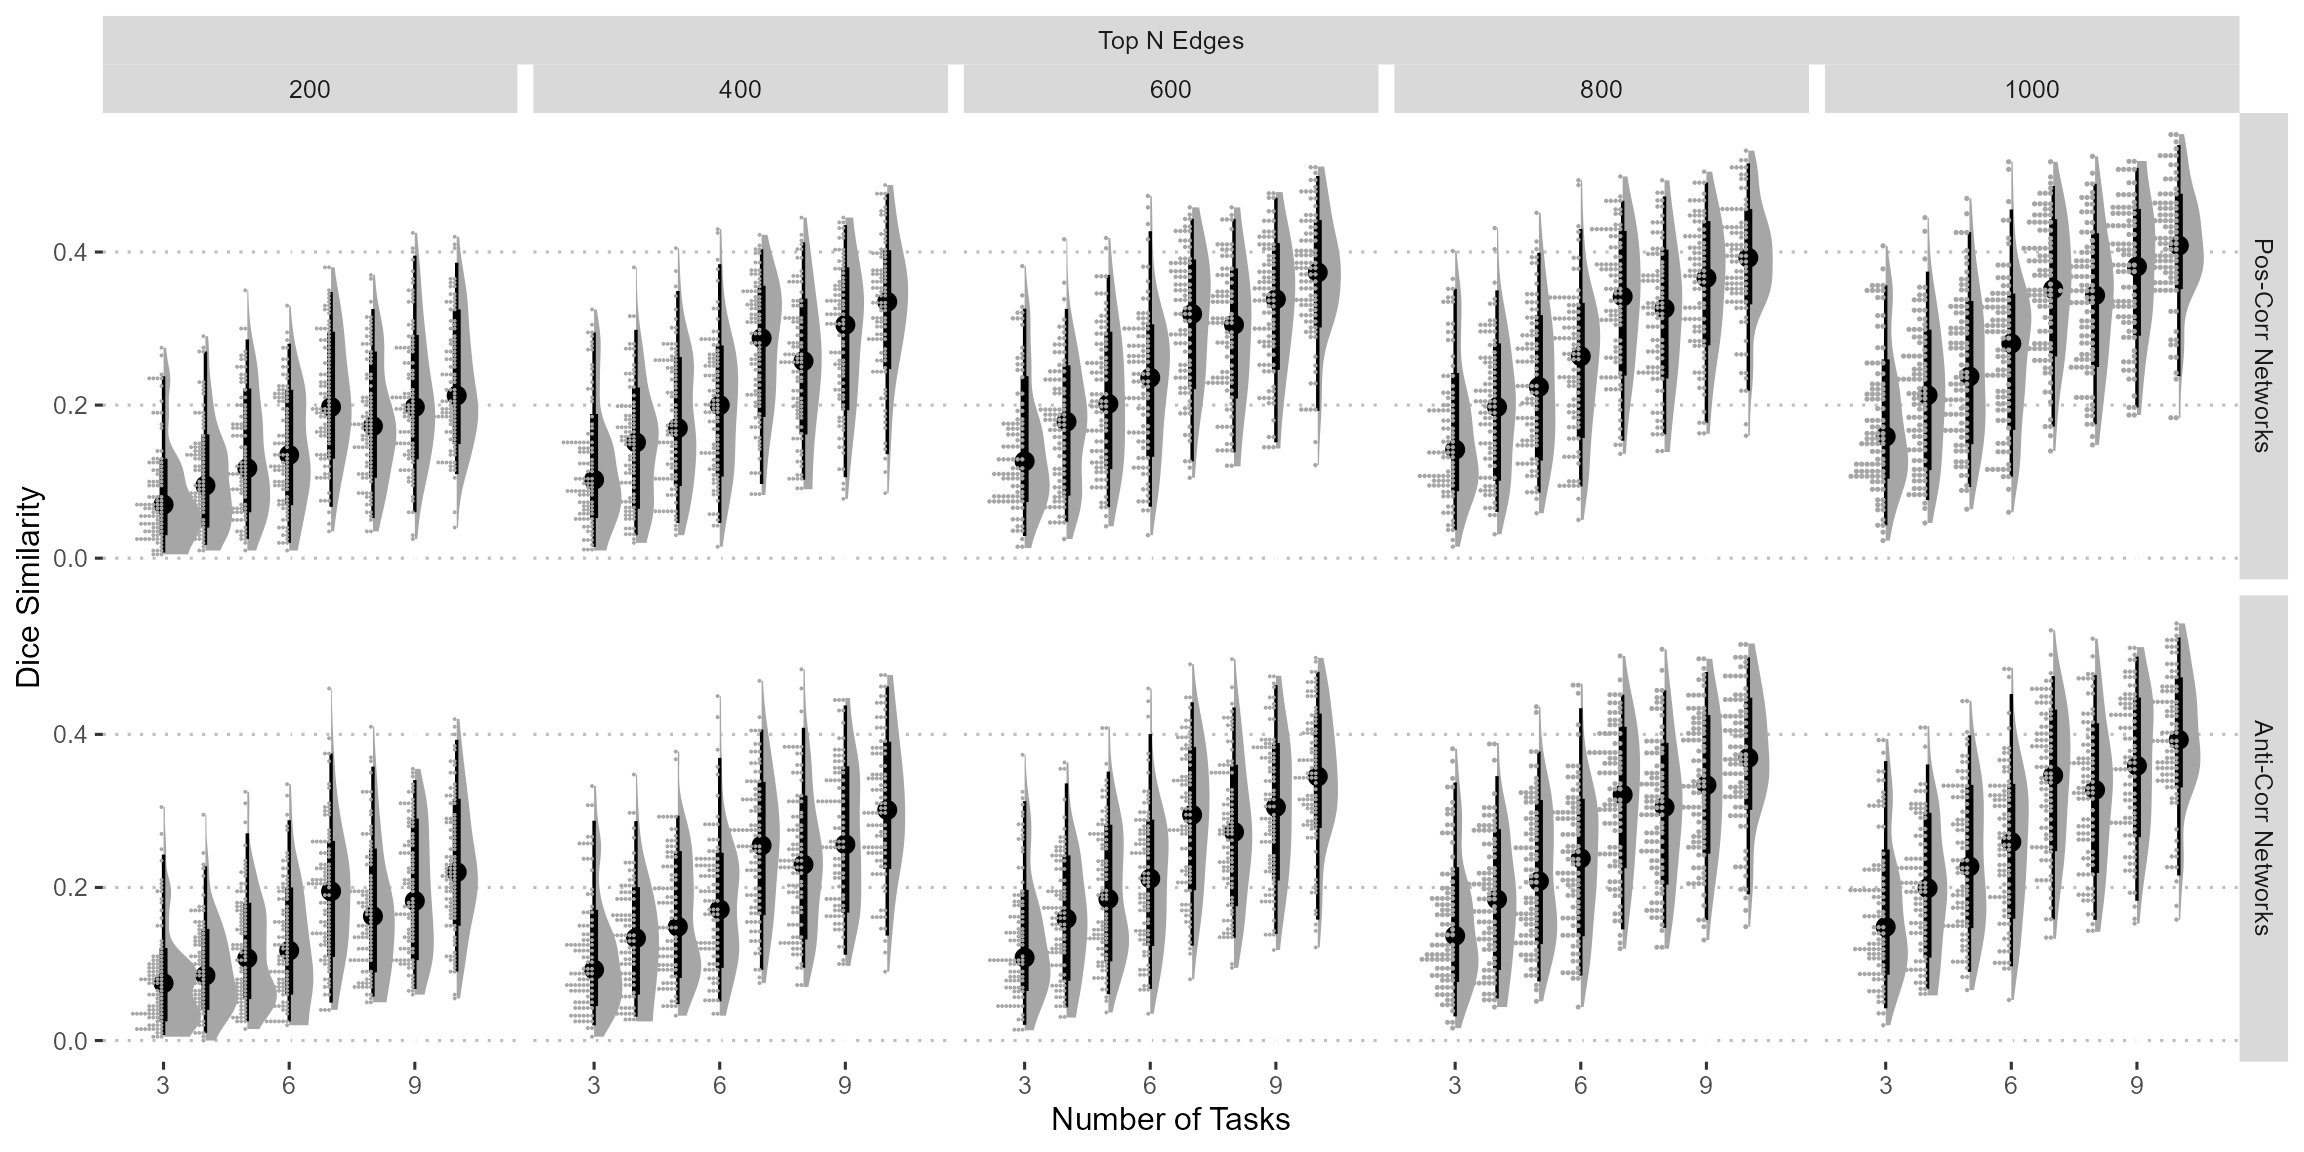 Top N Edges
200 400 600 800 1000
0.4
0.2
0.0
Pos-Corr Networks
Dice Similarity
0.4
0.2
0.0
Anti-Corr Networks
3 6 9 3 6 9 3 6 9 3 6 9 3 6 9
Number of Tasks